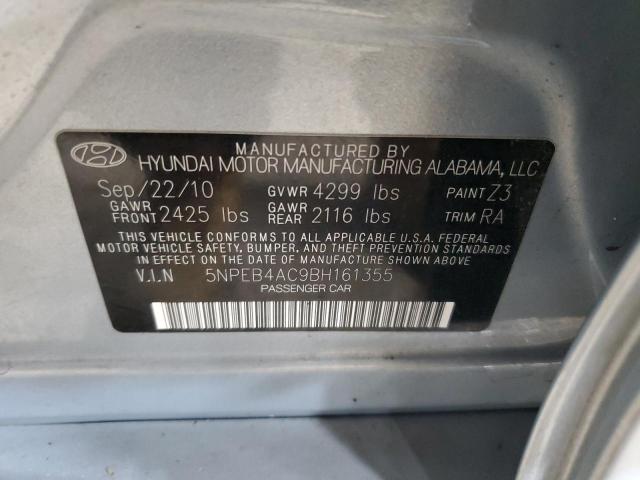 MANUFACTURED BY
HYUNDAI MOTOR MANUFACTURING ALABAMA, LLC
Sep/22/10 GVWR 4299 lbs PAINT Z3
GAWR FRONT 2425 lbs GAWR REAR 2116 lbs TRIM RA
THIS VEHICLE CONFORMS TO ALL APPLICABLE U.S.A. FEDERAL
MOTOR VEHICLE SAFETY, BUMPER, AND THEFT PREVENTION STANDARDS
IN EFFECT ON THE DATE OF MANUFACTURE SHOWN ABOVE.
V.I.N 5NPEB4AC9BH161355
PASSENGER CAR